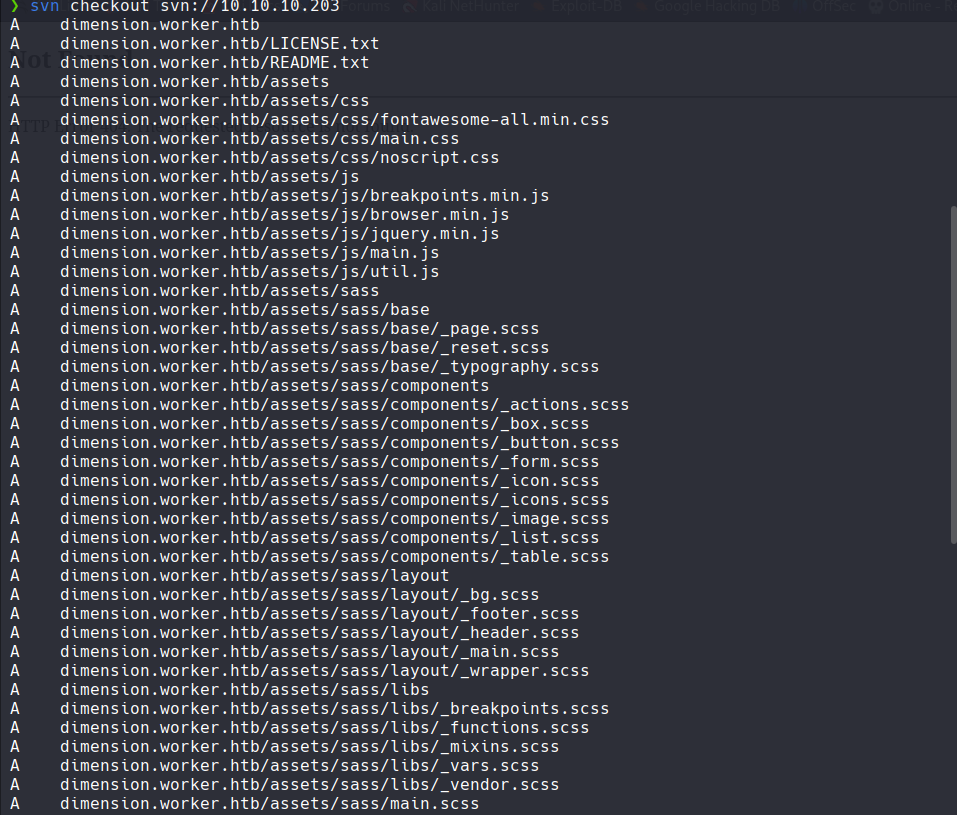 ❯ svn checkout svn://10.10.10.203
A    dimension.worker.htb
A    dimension.worker.htb/LICENSE.txt
A    dimension.worker.htb/README.txt
A    dimension.worker.htb/assets
A    dimension.worker.htb/assets/css
A    dimension.worker.htb/assets/css/fontawesome-all.min.css
A    dimension.worker.htb/assets/css/main.css
A    dimension.worker.htb/assets/css/noscript.css
A    dimension.worker.htb/assets/js
A    dimension.worker.htb/assets/js/breakpoints.min.js
A    dimension.worker.htb/assets/js/browser.min.js
A    dimension.worker.htb/assets/js/jquery.min.js
A    dimension.worker.htb/assets/js/main.js
A    dimension.worker.htb/assets/js/util.js
A    dimension.worker.htb/assets/sass
A    dimension.worker.htb/assets/sass/base
A    dimension.worker.htb/assets/sass/base/_page.scss
A    dimension.worker.htb/assets/sass/base/_reset.scss
A    dimension.worker.htb/assets/sass/base/_typography.scss
A    dimension.worker.htb/assets/sass/components
A    dimension.worker.htb/assets/sass/components/_actions.scss
A    dimension.worker.htb/assets/sass/components/_box.scss
A    dimension.worker.htb/assets/sass/components/_button.scss
A    dimension.worker.htb/assets/sass/components/_form.scss
A    dimension.worker.htb/assets/sass/components/_icon.scss
A    dimension.worker.htb/assets/sass/components/_icons.scss
A    dimension.worker.htb/assets/sass/components/_image.scss
A    dimension.worker.htb/assets/sass/components/_list.scss
A    dimension.worker.htb/assets/sass/components/_table.scss
A    dimension.worker.htb/assets/sass/layout
A    dimension.worker.htb/assets/sass/layout/_bg.scss
A    dimension.worker.htb/assets/sass/layout/_footer.scss
A    dimension.worker.htb/assets/sass/layout/_header.scss
A    dimension.worker.htb/assets/sass/layout/_main.scss
A    dimension.worker.htb/assets/sass/layout/_wrapper.scss
A    dimension.worker.htb/assets/sass/libs
A    dimension.worker.htb/assets/sass/libs/_breakpoints.scss
A    dimension.worker.htb/assets/sass/libs/_functions.scss
A    dimension.worker.htb/assets/sass/libs/_mixins.scss
A    dimension.worker.htb/assets/sass/libs/_vars.scss
A    dimension.worker.htb/assets/sass/libs/_vendor.scss
A    dimension.worker.htb/assets/sass/main.scss